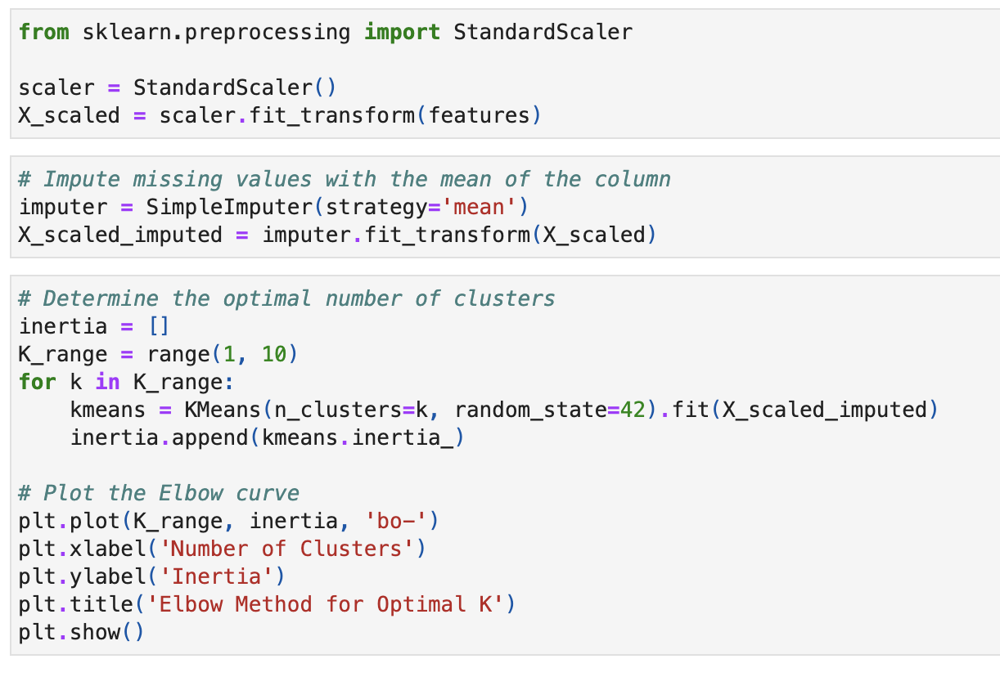 from sklearn.preprocessing import StandardScaler
scaler = StandardScaler()
X_scaled = scaler.fit_transform(features)
# Impute missing values with the mean of the column
imputer = SimpleImputer(strategy='mean')
X_scaled_imputed = imputer.fit_transform(X_scaled)
# Determine the optimal number of clusters
inertia = []
K_range = range(1, 10)
for k in K_range:
    kmeans = KMeans(n_clusters=k, random_state=42).fit(X_scaled_imputed)
    inertia.append(kmeans.inertia_)
# Plot the Elbow curve
plt.plot(K_range, inertia, 'bo-')
plt.xlabel('Number of Clusters')
plt.ylabel('Inertia')
plt.title('Elbow Method for Optimal K')
plt.show()